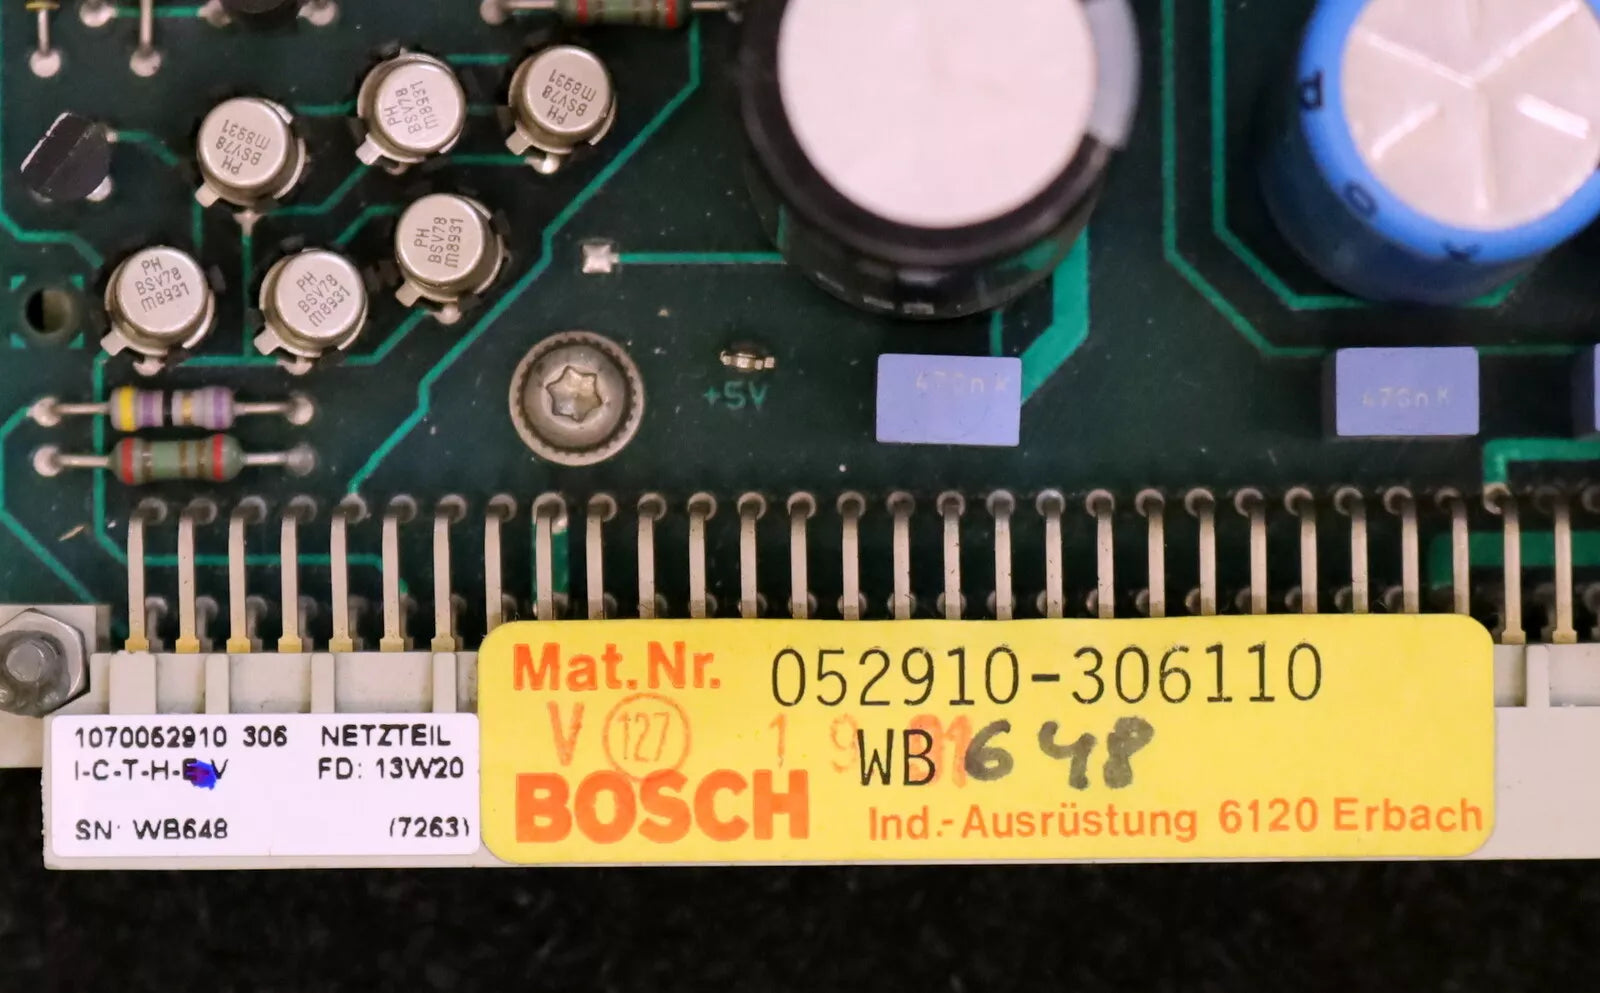 PH
BSV78
m8931
PH
BSV78
m8931
PH
BSV78
m8931
PH
BSV78
m8931
PH
BSV78
m8931
PH
BSV78
m8931
+5V
470n K
470n K
Mat.Nr. 052910-306110
V 127 1 9 WB 648
BOSCH Ind.-Ausrüstung 6120 Erbach
1070052910 306 NETZTEIL
I-C-T-H-E-V FD: 13W20
SN: WB648 (7263)